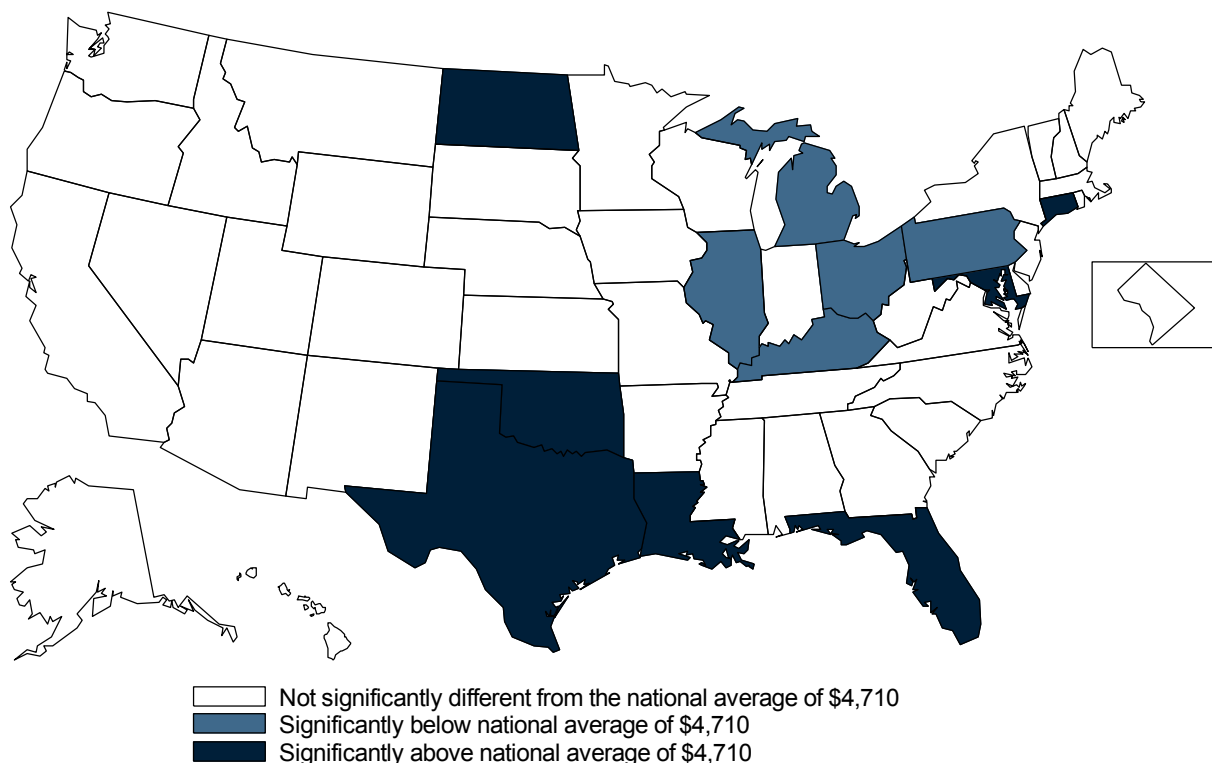 Not significantly different from the national average of $4,710
Significantly below national average of $4,710
Significantly above national average of $4,710